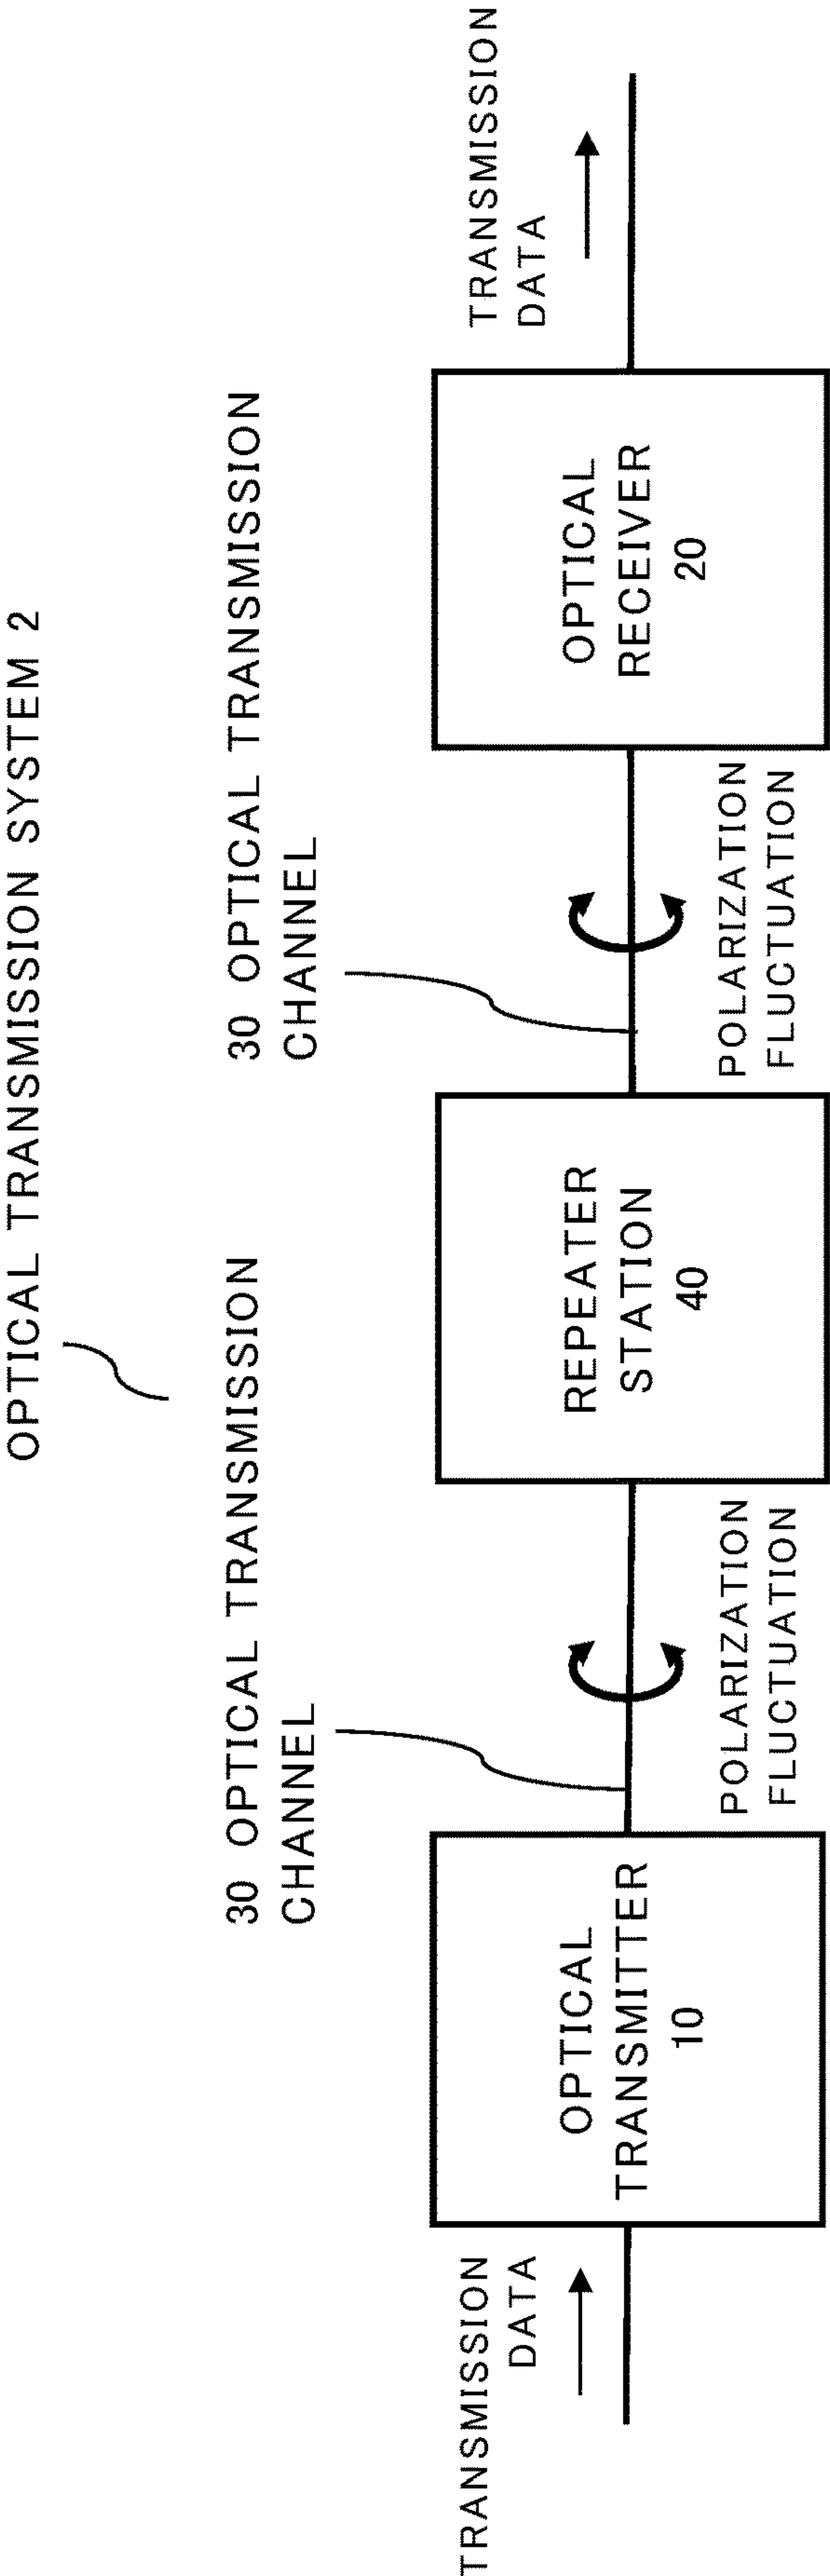 OPTICAL TRANSMISSION SYSTEM 2
30 OPTICAL TRANSMISSION
CHANNEL
30 OPTICAL TRANSMISSION
CHANNEL
TRANSMISSION
DATA
OPTICAL
TRANSMITTER
10
POLARIZATION
FLUCTUATION
REPEATER
STATION
40
POLARIZATION
FLUCTUATION
OPTICAL
RECEIVER
20
TRANSMISSION
DATA